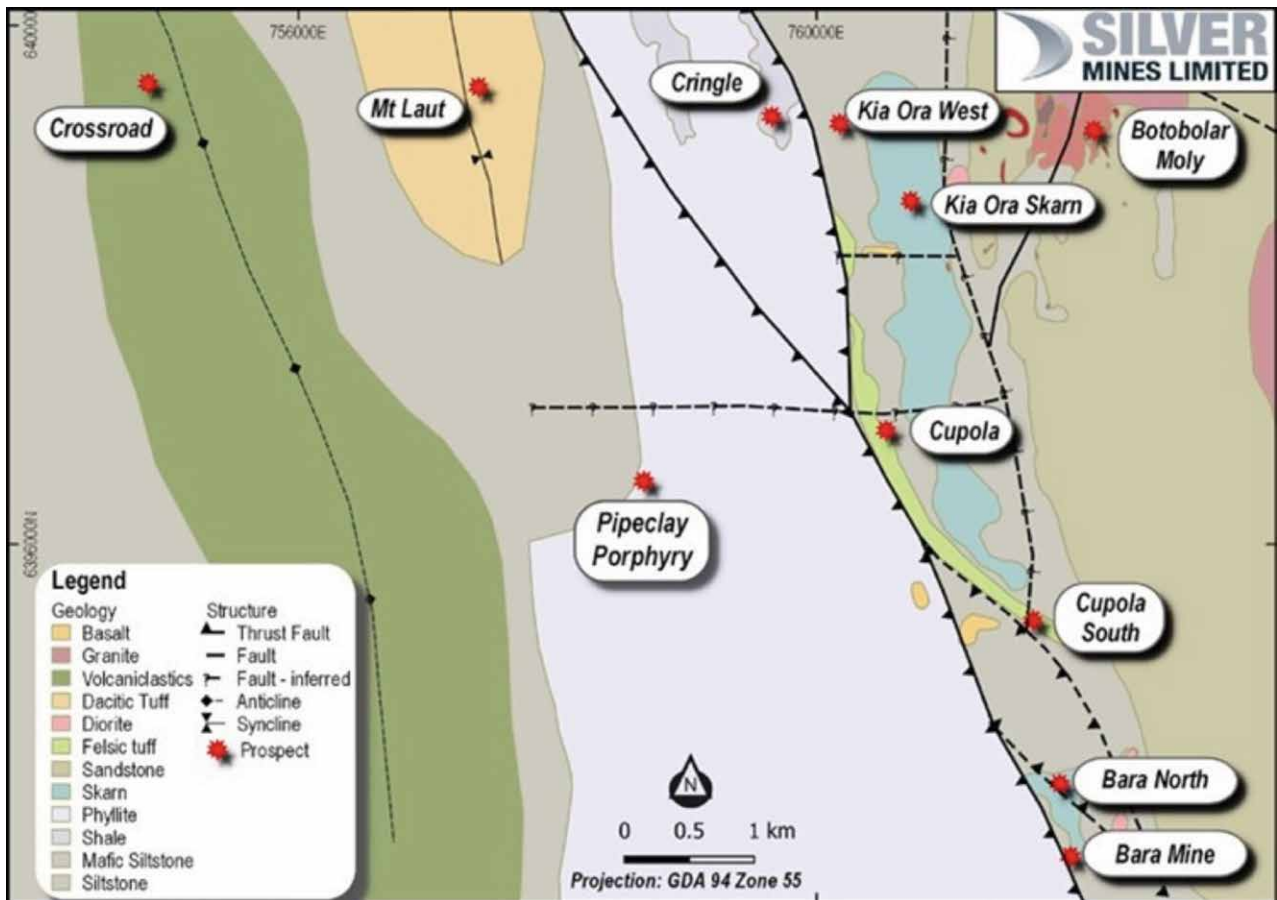 6400000
756000E
760000E
SILVER
MINES LIMITED
Crossroad
Mt Laut
Cringle
Kia Ora West
Botobolar
Moly
Kia Ora Skarn
Cupola
Pipeclay
Porphyry
6396000N
Cupola
South
Bara North
Bara Mine
Legend
Geology
Basalt
Granite
Volcaniclastics
Dacitic Tuff
Diorite
Felsic tuff
Sandstone
Skarn
Phyllite
Shale
Mafic Siltstone
Siltstone
Structure
Thrust Fault
Fault
Fault - inferred
Anticline
Syncline
Prospect
N
0 0.5 1 km
Projection: GDA 94 Zone 55